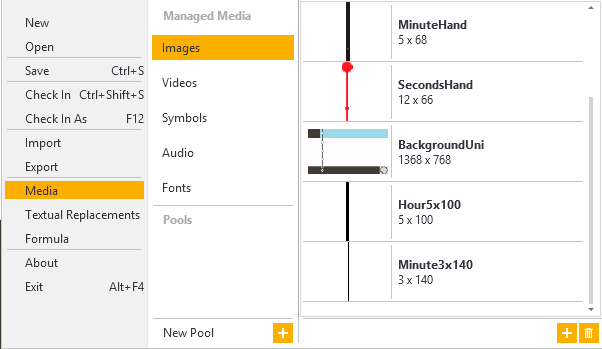 New
Open
Save Ctrl+S
Check In Ctrl+Shift+S
Check In As F12
Import
Export
Media
Textual Replacements
Formula
About
Exit Alt+F4
Managed Media
Images
Videos
Symbols
Audio
Fonts
Pools
New Pool
MinuteHand
5 x 68
SecondsHand
12 x 66
BackgroundUni
1368 x 768
Hour5x100
5 x 100
Minute3x140
3 x 140